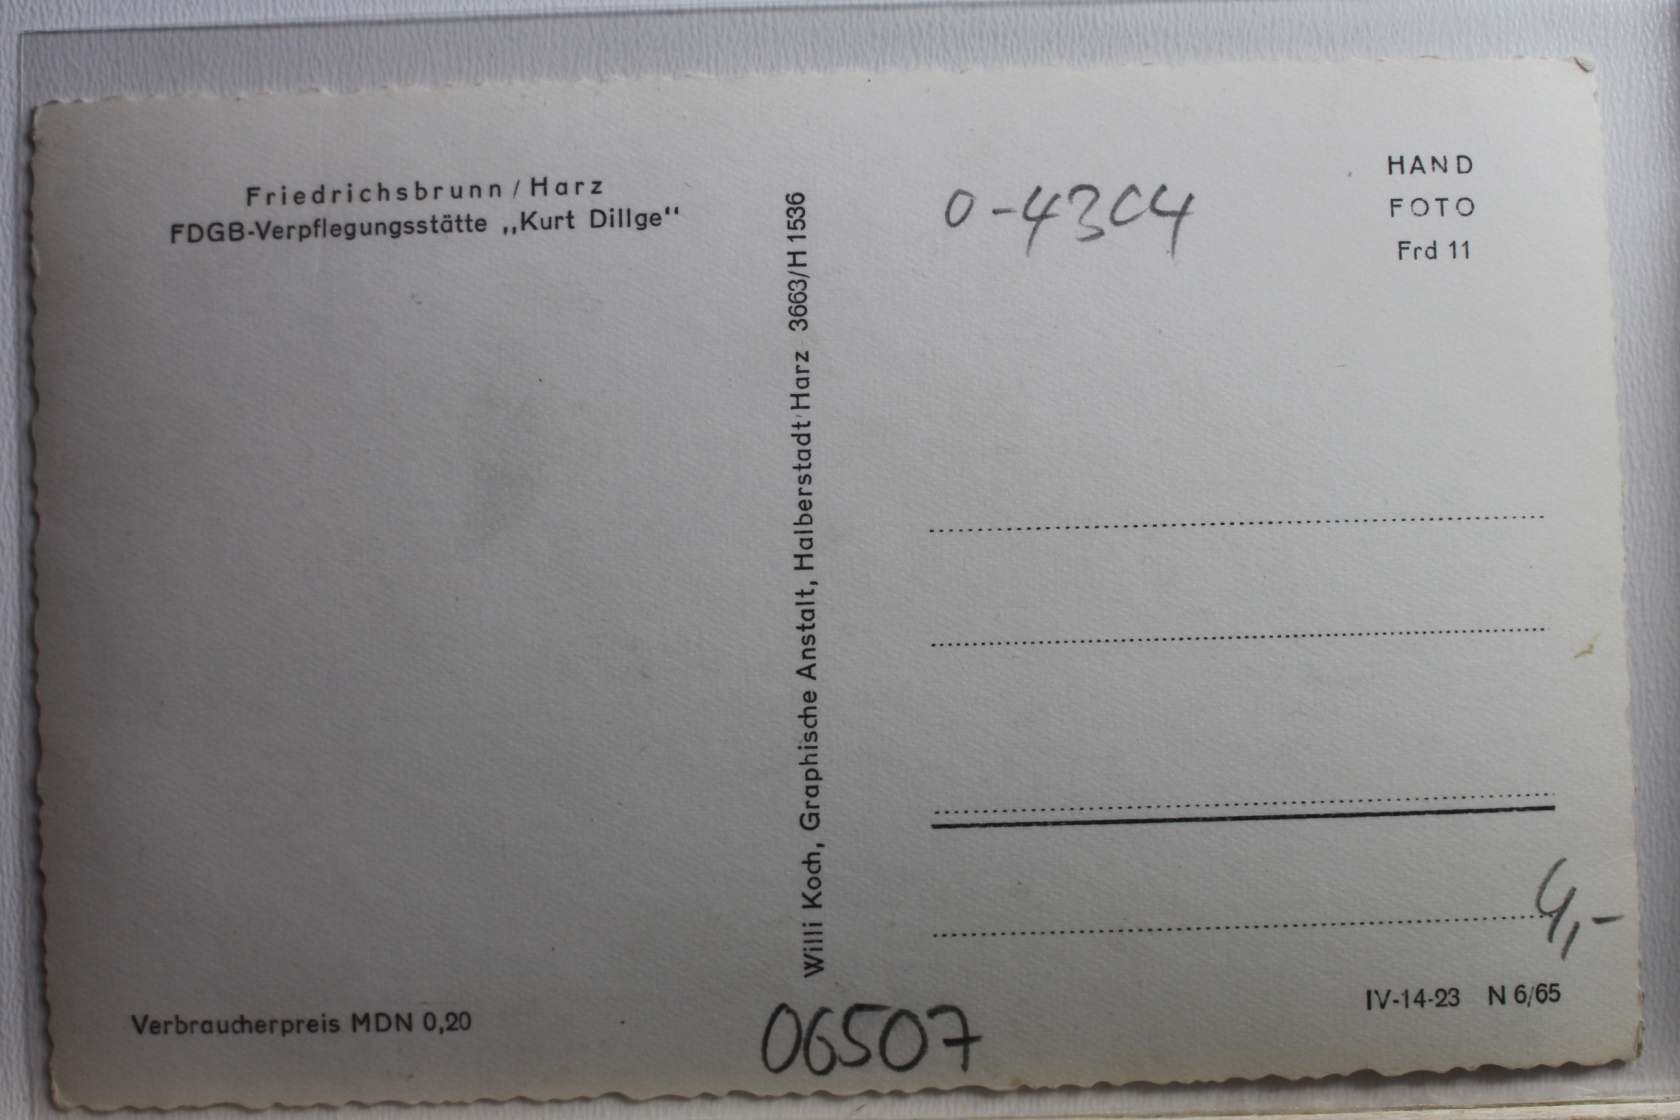 Friedrichsbrunn / Harz
FDGB-Verpflegungsstätte „Kurt Dillge“
Verbraucherpreis MDN 0,20
Willi Koch, Graphische Anstalt, Halberstadt/Harz 3663/H 1536
0-4304
HAND
FOTO
Frd 11
4,-
IV-14-23 N 6/65
06507